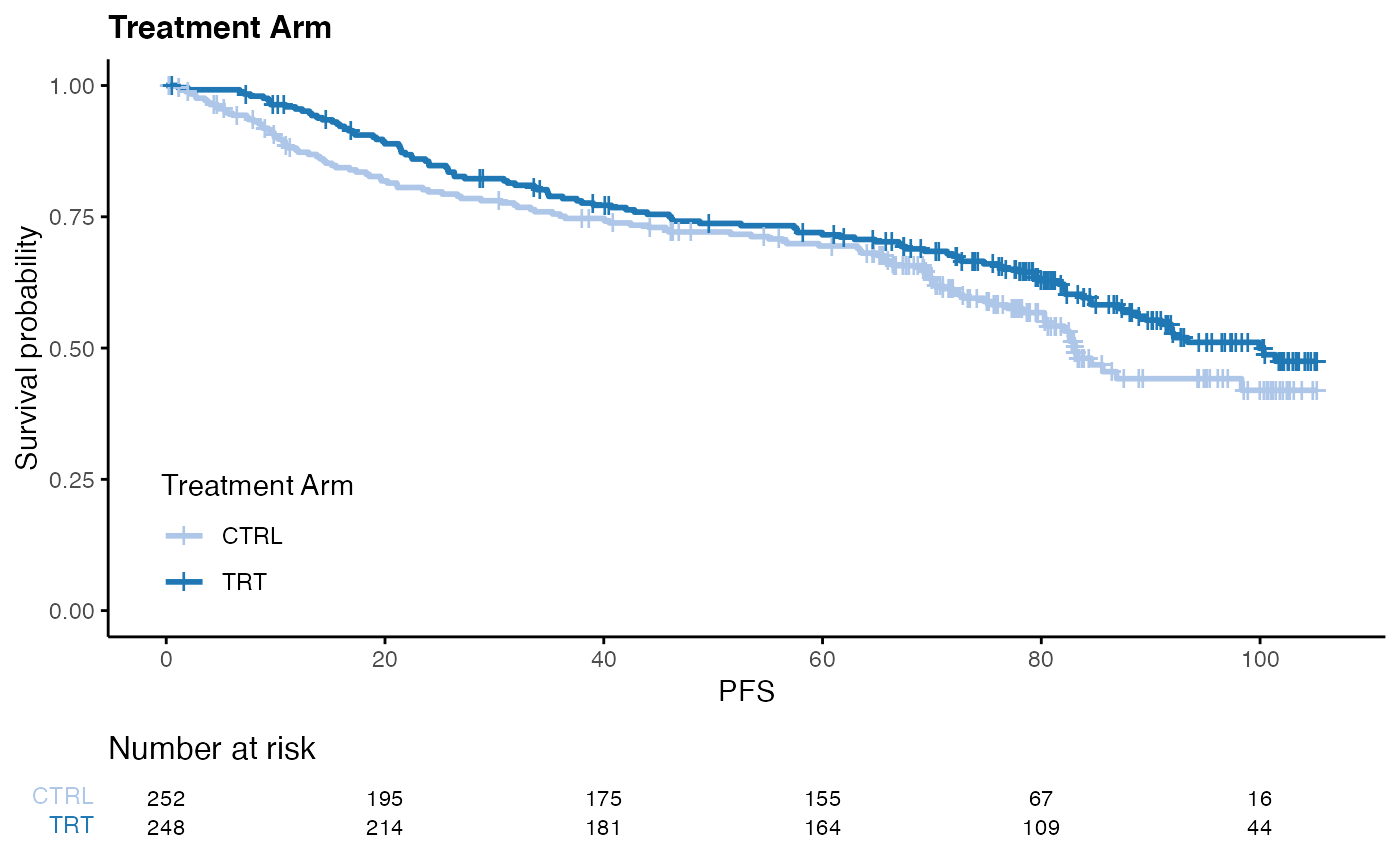 Treatment Arm
1.00
0.75
0.50
0.25
0.00
Survival probability
Treatment Arm
CTRL
TRT
0 20 40 60 80 100
PFS
Number at risk
CTRL 252 195 175 155 67 16
TRT 248 214 181 164 109 44